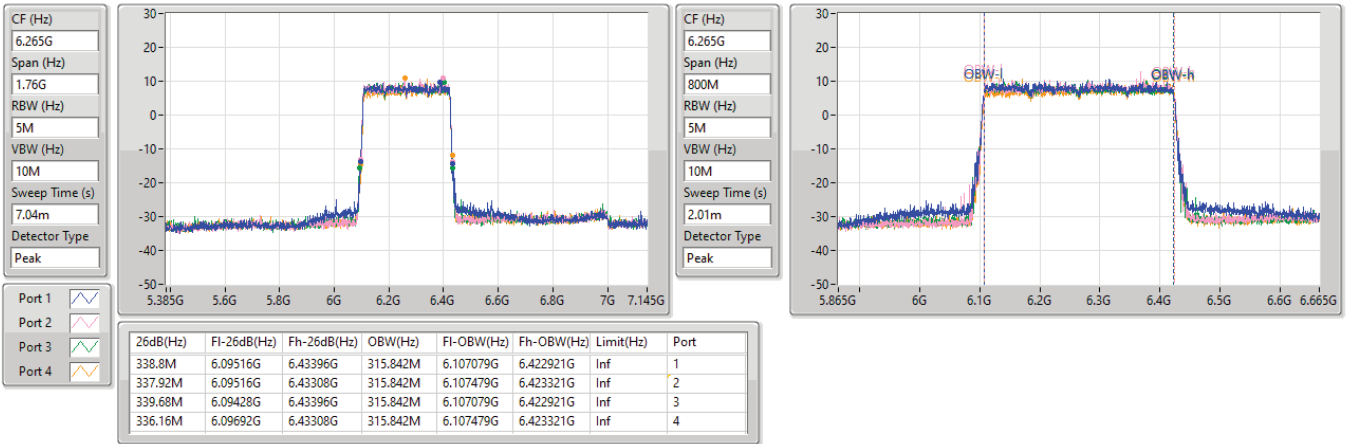 CF (Hz)
6.265G
Span (Hz)
1.76G
RBW (Hz)
5M
VBW (Hz)
10M
Sweep Time (s)
7.04m
Detector Type
Peak
30
20
10
0
-10
-20
-30
-40
-50
5.385G 5.6G 5.8G 6G 6.2G 6.4G 6.6G 6.8G 7G 7.145G
CF (Hz)
6.265G
Span (Hz)
800M
RBW (Hz)
5M
VBW (Hz)
10M
Sweep Time (s)
2.01m
Detector Type
Peak
30
20
10
0
-10
-20
-30
-40
-50
OBW-l OBW-h
5.865G 6G 6.1G 6.2G 6.3G 6.4G 6.5G 6.6G 6.665G
Port 1
Port 2
Port 3
Port 4
26dB(Hz) Fl-26dB(Hz) Fh-26dB(Hz) OBW(Hz) Fl-OBW(Hz) Fh-OBW(Hz) Limit(Hz) Port
338.8M 6.09516G 6.43396G 315.842M 6.107079G 6.422921G Inf 1
337.92M 6.09516G 6.43308G 315.842M 6.107479G 6.423321G Inf 2
339.68M 6.09428G 6.43396G 315.842M 6.107079G 6.422921G Inf 3
336.16M 6.09692G 6.43308G 315.842M 6.107479G 6.423321G Inf 4